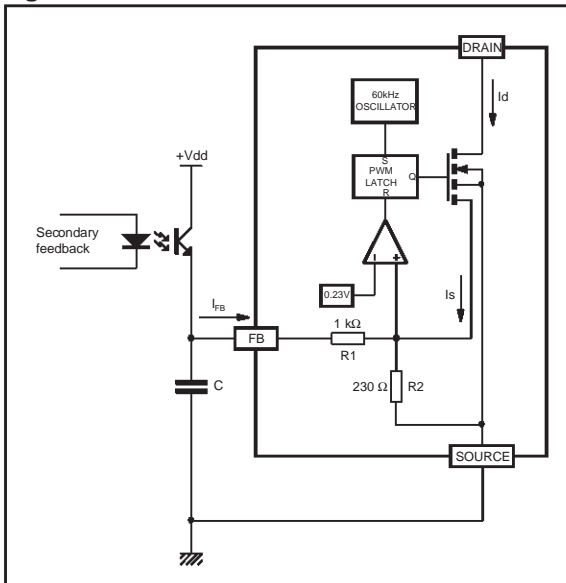 DRAIN
60kHz
OSCILLATOR
Id
+Vdd
S
PWM
LATCH
Q
R
Secondary
feedback
- +
0.23V
Is
IFB
1 kΩ
FB
R1
C
230 Ω R2
SOURCE